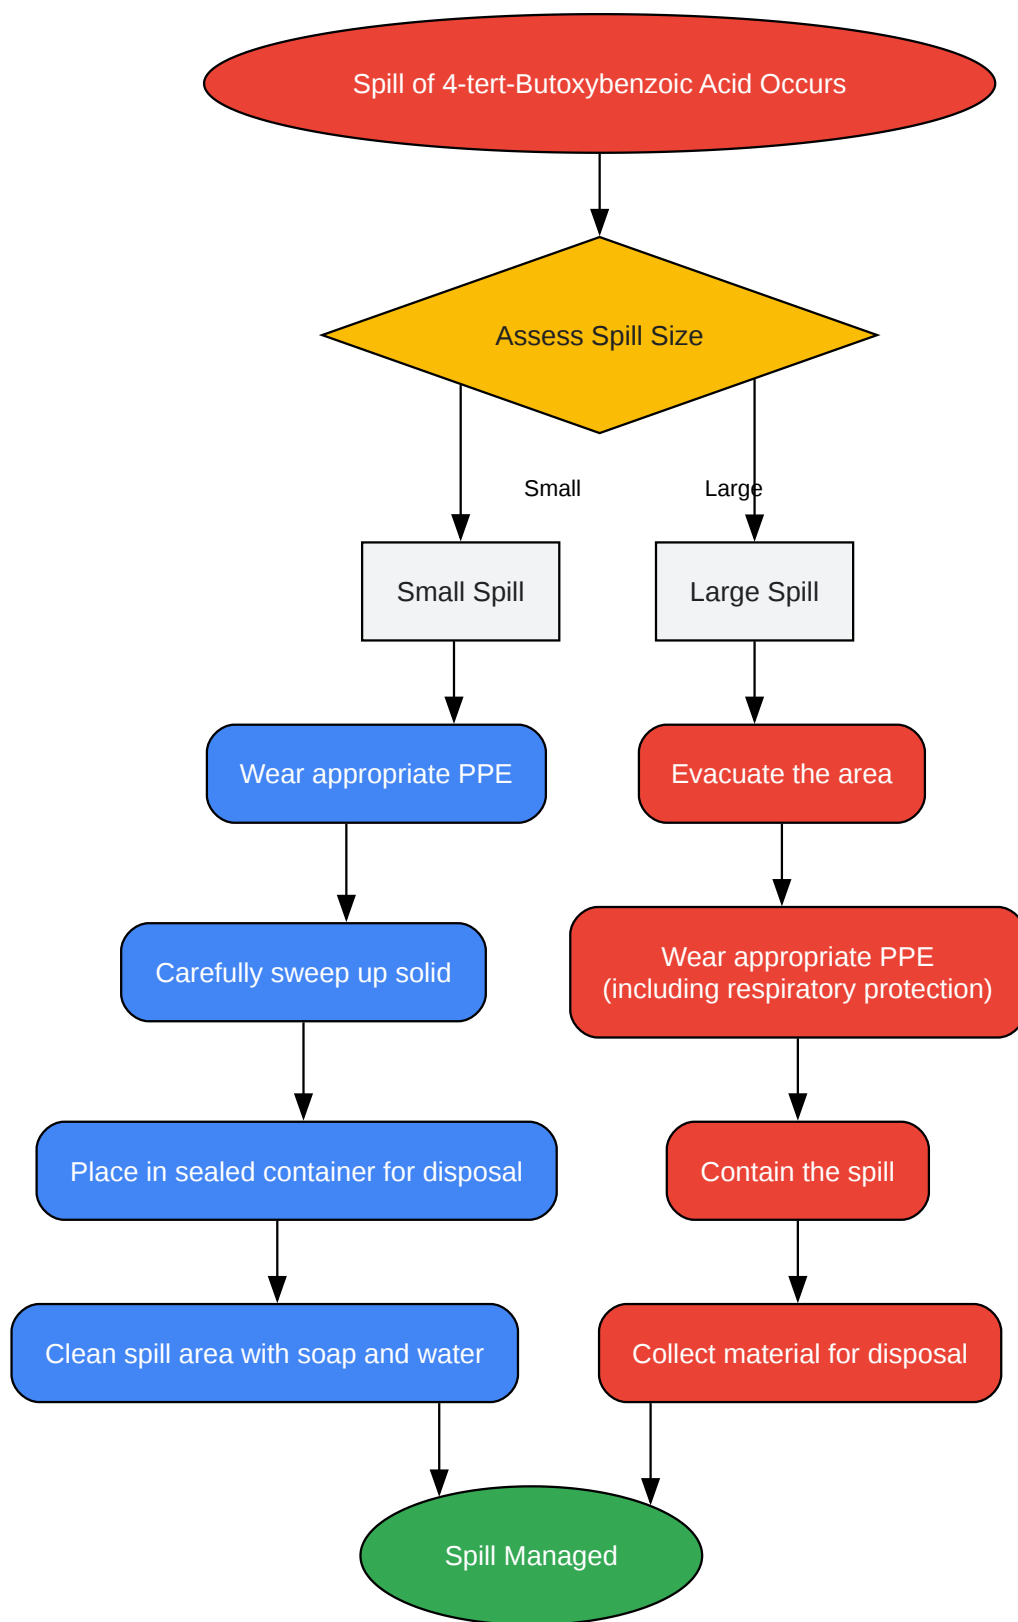 Spill of 4-tert-Butoxybenzoic Acid Occurs
Assess Spill Size
Small
Large
Small Spill
Large Spill
Wear appropriate PPE
Evacuate the area
Carefully sweep up solid
Wear appropriate PPE
(including respiratory protection)
Place in sealed container for disposal
Contain the spill
Clean spill area with soap and water
Collect material for disposal
Spill Managed